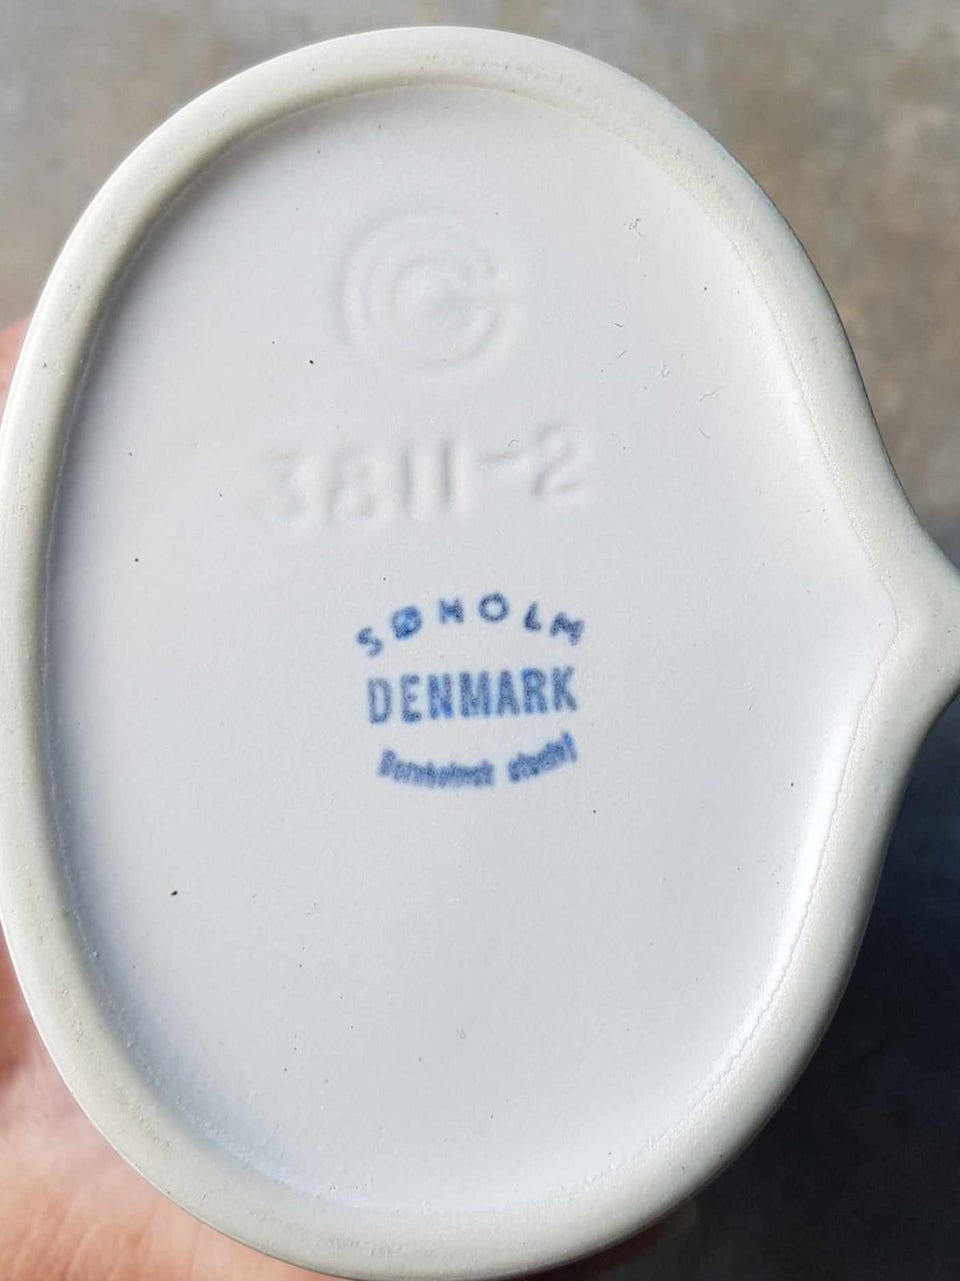 3811-2
SØHOLM
DENMARK
Bornholmsk stentøj